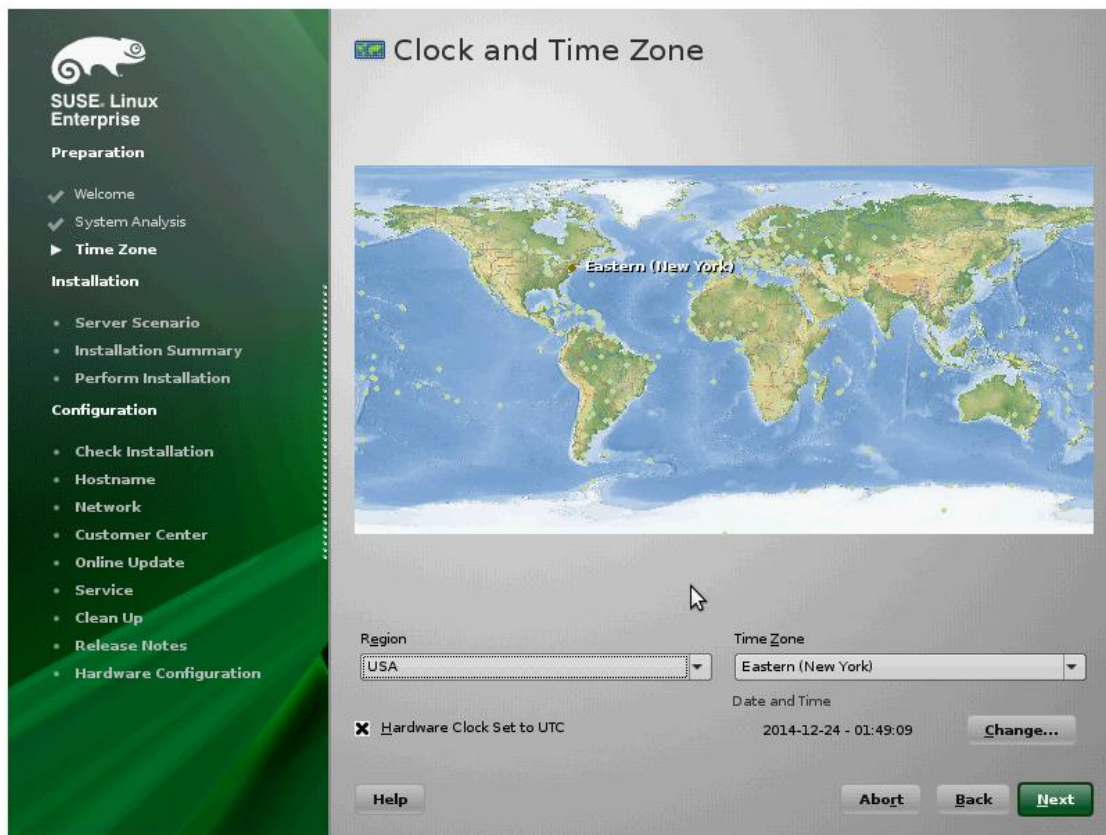 SUSE. Linux
Enterprise
Preparation
Welcome
System Analysis
Time Zone
Installation
Server Scenario
Installation Summary
Perform Installation
Configuration
Check Installation
Hostname
Network
Customer Center
Online Update
Service
Clean Up
Release Notes
Hardware Configuration
Clock and Time Zone
Eastern (New York)
Region
USA
Time Zone
Eastern (New York)
Hardware Clock Set to UTC
Date and Time
2014-12-24 - 01:49:09
Change...
Help
Abort
Back
Next